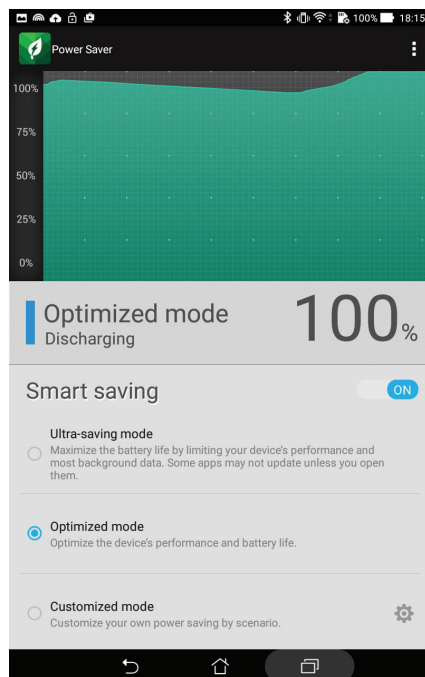 100% 18:15
Power Saver
100%
75%
50%
25%
0%
Optimized mode
Discharging
100%
Smart saving
ON
Ultra-saving mode
Maximize the battery life by limiting your device's performance and
most background data. Some apps may not update unless you open
them.
Optimized mode
Optimize the device's performance and battery life.
Customized mode
Customize your own power saving by scenario.